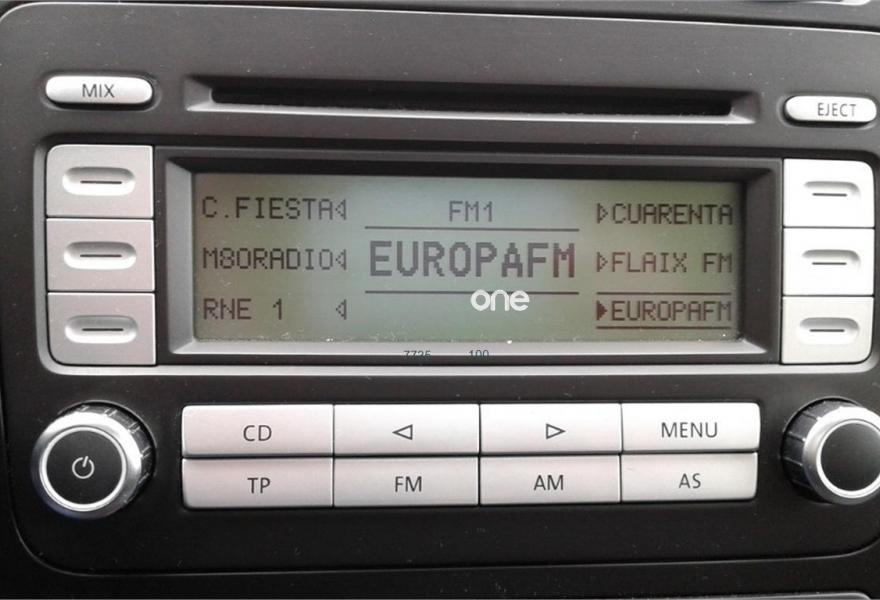 MIX
EJECT
C.FIESTA FM1 CUARENTA
M80RADIO EUROPAFM FLAIX FM
one
RNE 1 EUROPAFM
CD MENU
TP FM AM AS